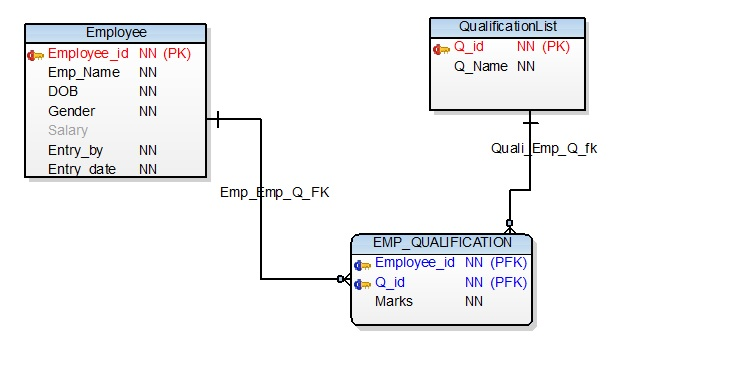 Employee
Employee_id NN (PK)
Emp_Name NN
DOB NN
Gender NN
Salary
Entry_by NN
Entry_date NN
QualificationList
Q_id NN (PK)
Q_Name NN
Quali_Emp_Q_fk
Emp_Emp_Q_FK
EMP_QUALIFICATION
Employee_id NN (PFK)
Q_id NN (PFK)
Marks NN